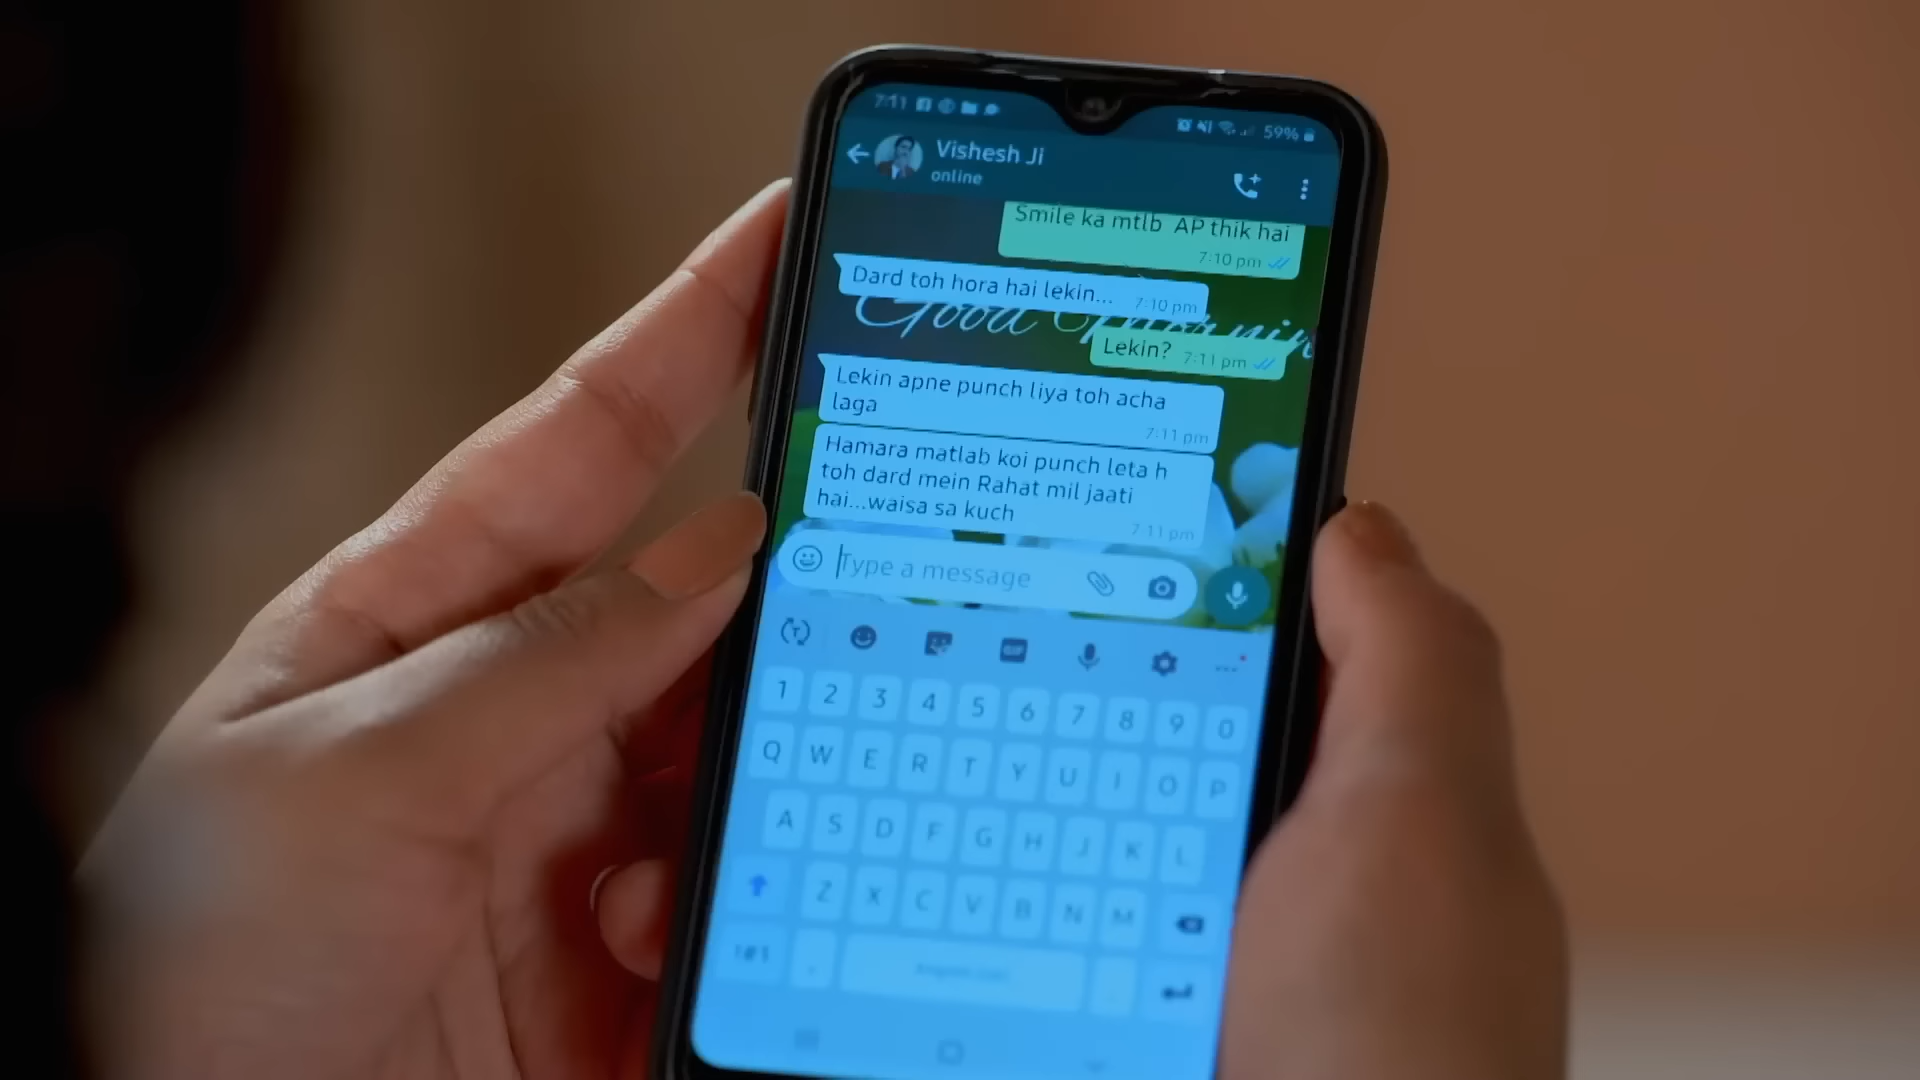 7:11
59%
Vishesh Ji
online
Smile ka mtlb AP thik hai
7:10 pm
Dard toh hora hai lekin...
7:10 pm
Good Mornin
Lekin?
7:11 pm
Lekin apne punch liya toh acha
laga
7:11 pm
Hamara matlab koi punch leta h
toh dard mein Rahat mil jaati
hai...waisa sa kuch
7:11 pm
Type a message
GIF
1 2 3 4 5 6 7 8 9 0
Q W E R T Y U I O P
A S D F G H J K L
Z X C V B N M
!#1